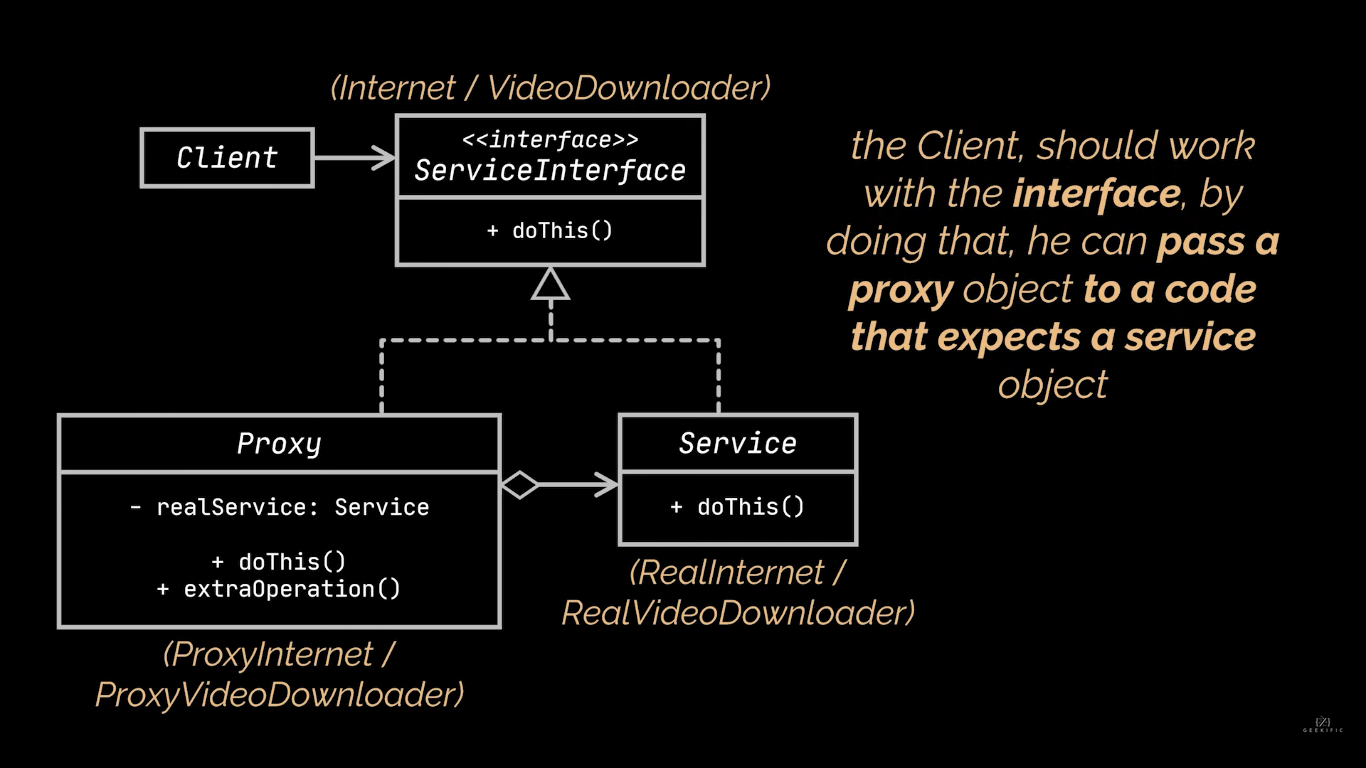 (Internet / VideoDownloader)
Client
<<interface>>
ServiceInterface
+ doThis()
the Client, should work
with the interface, by
doing that, he can pass a
proxy object to a code
that expects a service
object
Proxy
- realService: Service
+ doThis()
+ extraOperation()
(ProxyInternet /
ProxyVideoDownloader)
Service
+ doThis()
(RealInternet /
RealVideoDownloader)
GEEKIFIC